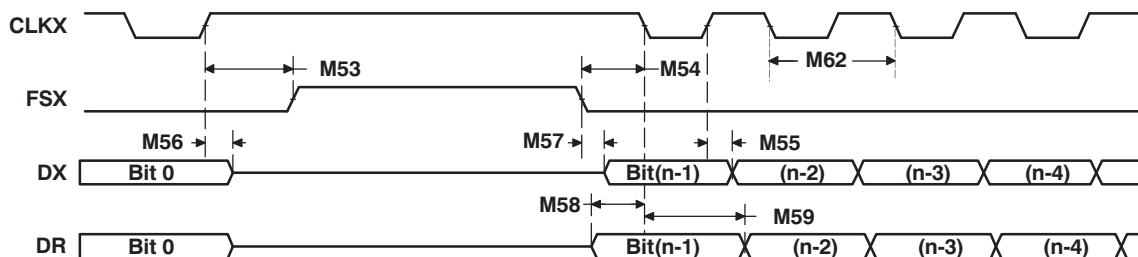 CLKX
M53 M54 M62
FSX
M56 M57 M55
DX Bit 0 Bit(n-1) (n-2) (n-3) (n-4)
M58 M59
DR Bit 0 Bit(n-1) (n-2) (n-3) (n-4)